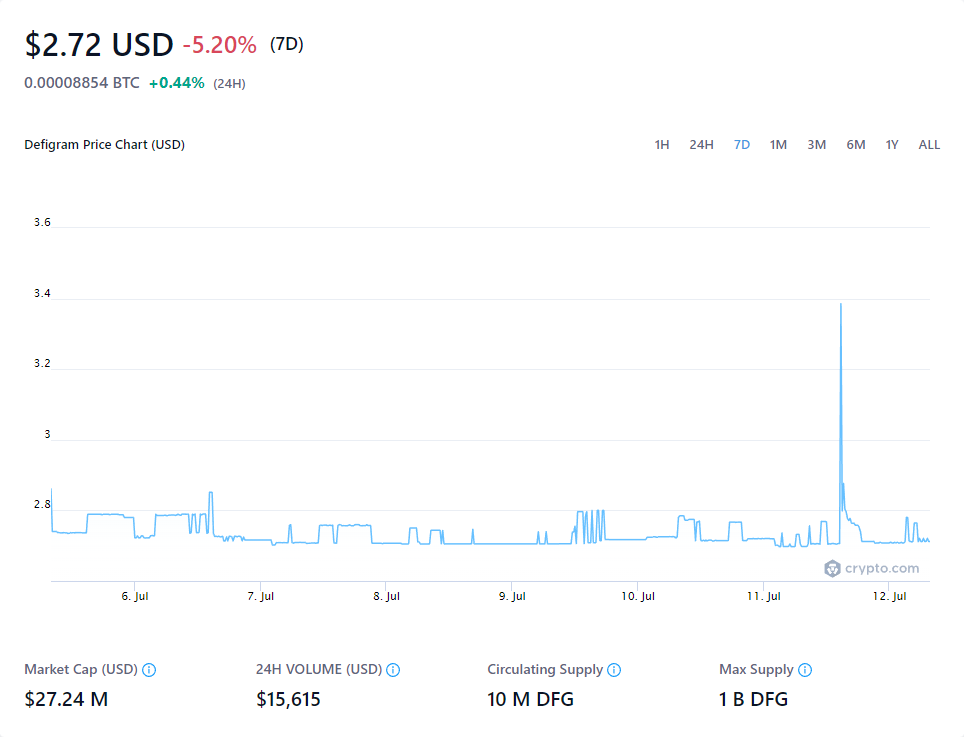 $2.72 USD -5.20% (7D)
0.00008854 BTC +0.44% (24H)
Defigram Price Chart (USD) 1H 24H 7D 1M 3M 6M 1Y ALL
3.6
3.4
3.2
3
2.8
crypto.com
6. Jul 7. Jul 8. Jul 9. Jul 10. Jul 11. Jul 12. Jul
Market Cap (USD) 24H VOLUME (USD) Circulating Supply Max Supply
$27.24 M $15,615 10 M DFG 1 B DFG